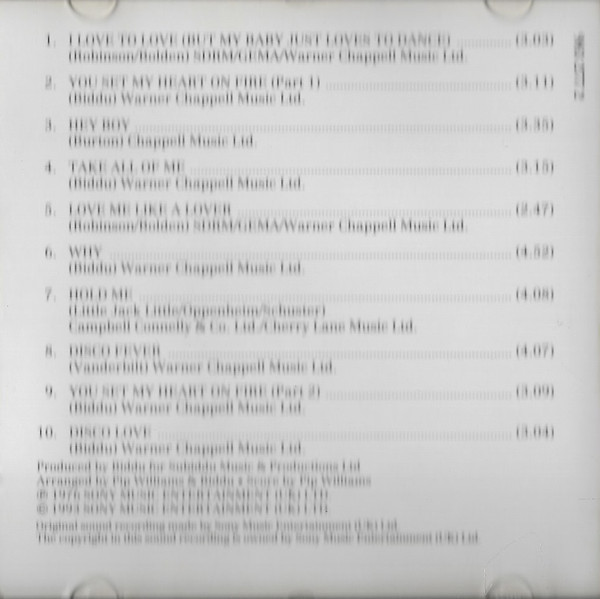 1. I LOVE TO LOVE (BUT MY BABY JUST LOVES TO DANCE) (3.03)
(Robinson/Bolden) SDRM/GEMA/Warner Chappell Music Ltd.
2. YOU SET MY HEART ON FIRE (Part 1) (3.11)
(Biddu) Warner Chappell Music Ltd.
3. HEY BOY (3.35)
(Burton) Chappell Music Ltd.
4. TAKE ALL OF ME (3.15)
(Biddu) Warner Chappell Music Ltd.
5. LOVE ME LIKE A LOVER (2.47)
(Robinson/Bolden) SDRM/GEMA/Warner Chappell Music Ltd.
6. WHY (4.52)
(Biddu) Warner Chappell Music Ltd.
7. HOLD ME (4.08)
(Little Jack Little/Oppenheim/Schuster)
Campbell Connelly & Co. Ltd./Cherry Lane Music Ltd.
8. DISCO FEVER (4.07)
(Vanderbilt) Warner Chappell Music Ltd.
9. YOU SET MY HEART ON FIRE (Part 2) (3.09)
(Biddu) Warner Chappell Music Ltd.
10. DISCO LOVE (3.04)
(Biddu) Warner Chappell Music Ltd.
Produced by Biddu for Subiddu Music & Productions Ltd
Arranged by Pip Williams & Biddu • Score by Pip Williams
℗ 1976 SONY MUSIC ENTERTAINMENT (UK) LTD.
© 1993 SONY MUSIC ENTERTAINMENT (UK) LTD.
Original sound recording made by Sony Music Entertainment (UK) Ltd.
The copyright in this sound recording is owned by Sony Music Entertainment (UK) Ltd.